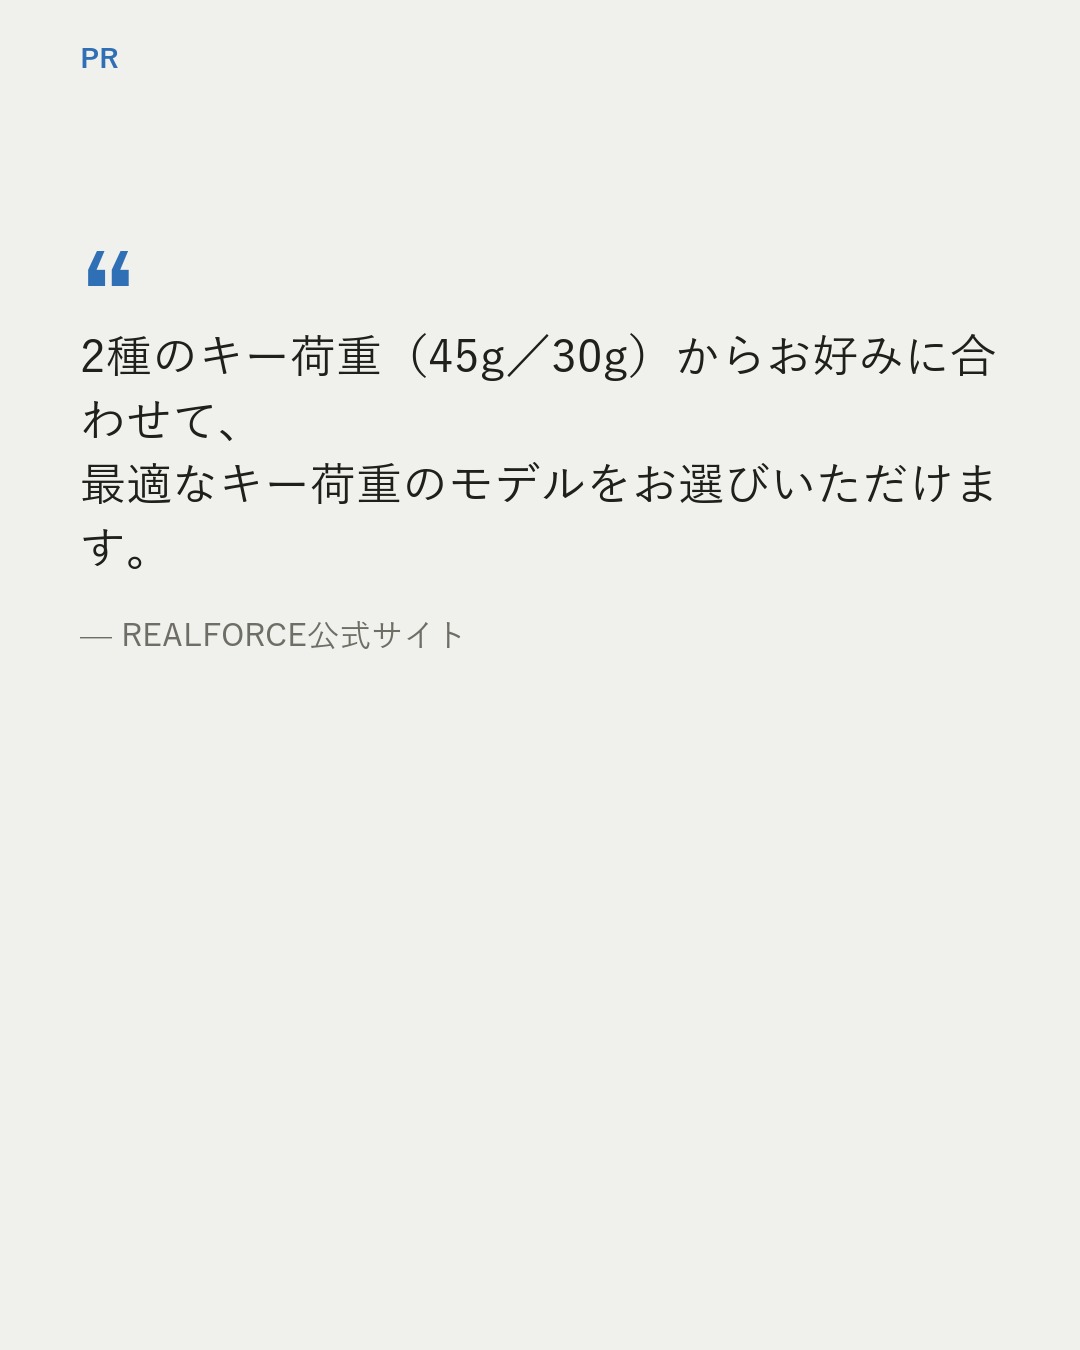 PR
“
2種のキー荷重（45g／30g）からお好みに合
わせて、
最適なキー荷重のモデルをお選びいただけま
す。
— REALFORCE公式サイト